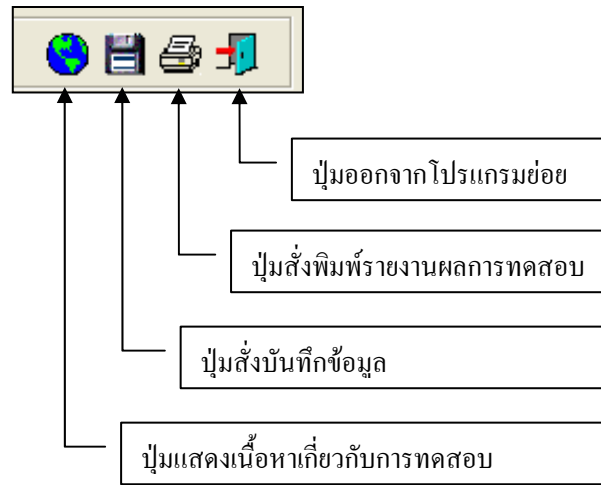 ปุ่มออกจากโปรแกรมย่อย
ปุ่มสั่งพิมพ์รายงานผลการทดสอบ
ปุ่มสั่งบันทึกข้อมูล
ปุ่มแสดงเนื้อหาเกี่ยวกับการทดสอบ